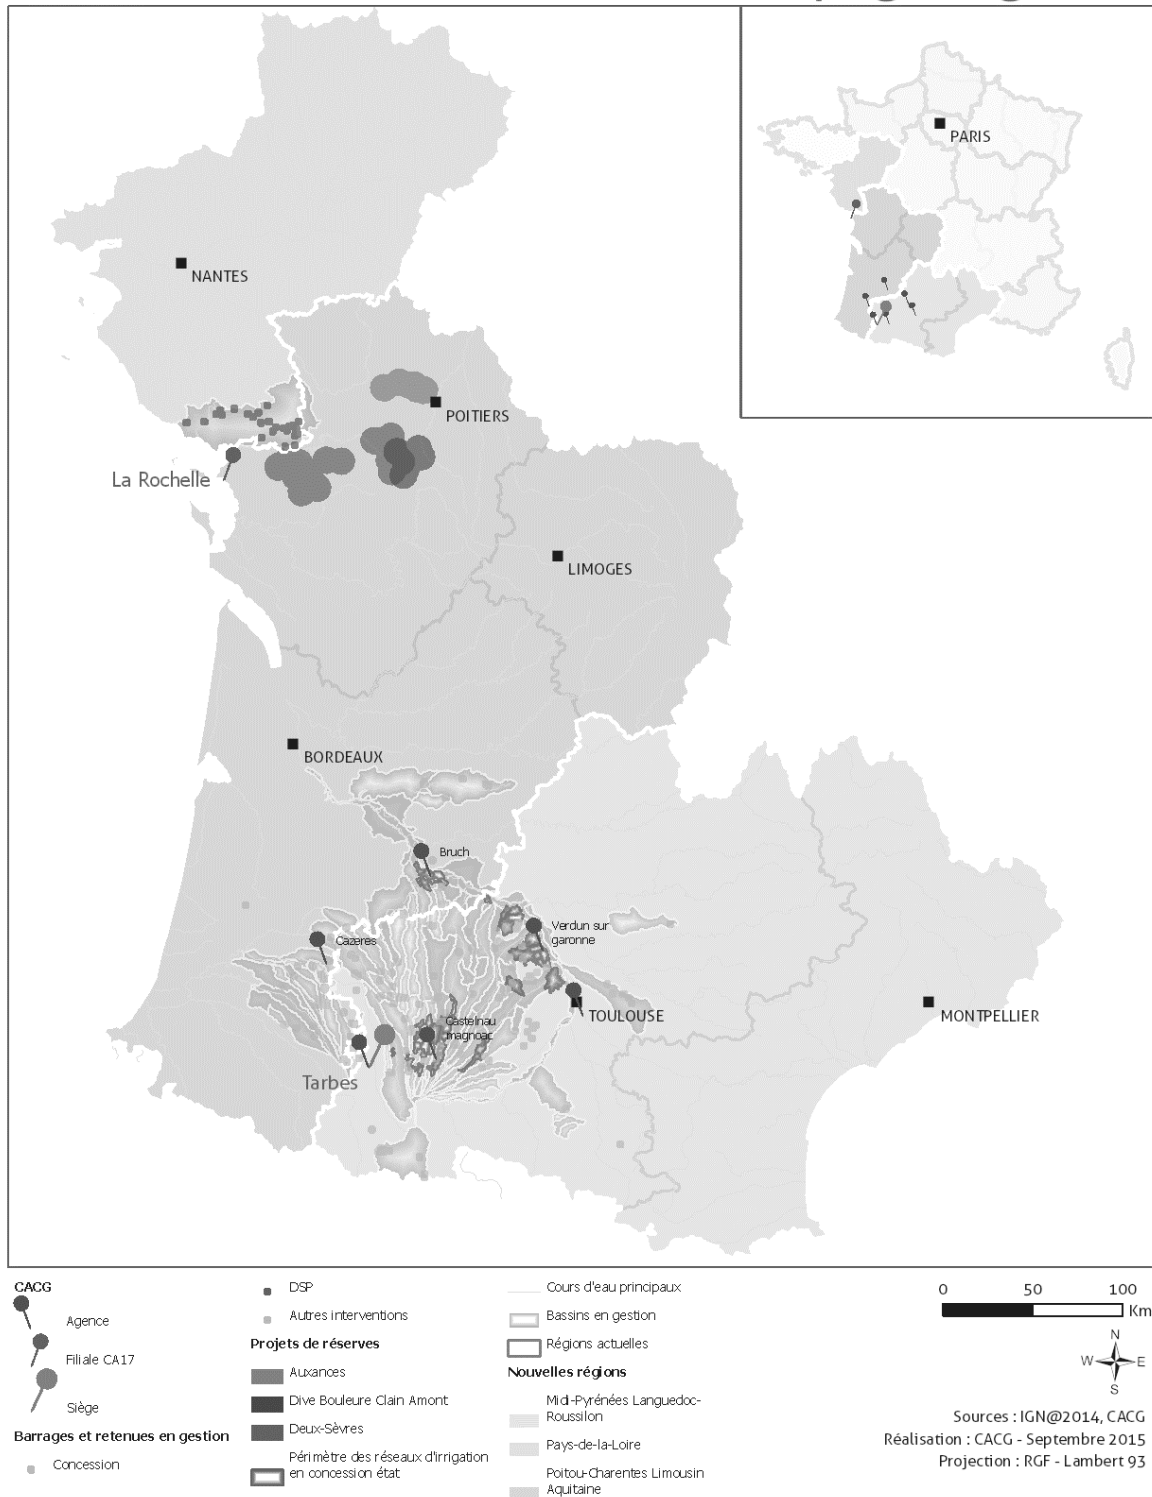 PARIS
NANTES
POITIERS
La Rochelle
LIMOGES
BORDEAUX
Bruch
Verdun sur
garonne
Cazeres
TOULOUSE
MONTPELLIER
Castelnau
magnoac
Tarbes
CACG
Agence
Filiale CA17
Siège
Barrages et retenues en gestion
Concession
DSP
Autres interventions
Projets de réserves
Auxances
Dive Bouleure Clain Amont
Deux-Sèvres
Périmètre des réseaux d'irrigation
en concession état
Cours d'eau principaux
Bassins en gestion
Régions actuelles
Nouvelles régions
Midi-Pyrénées Languedoc-
Roussilon
Pays-de-la-Loire
Poitou-Charentes Limousin
Aquitaine
0 50 100
Km
N
W E
S
Sources : IGN@2014, CACG
Réalisation : CACG - Septembre 2015
Projection : RGF - Lambert 93